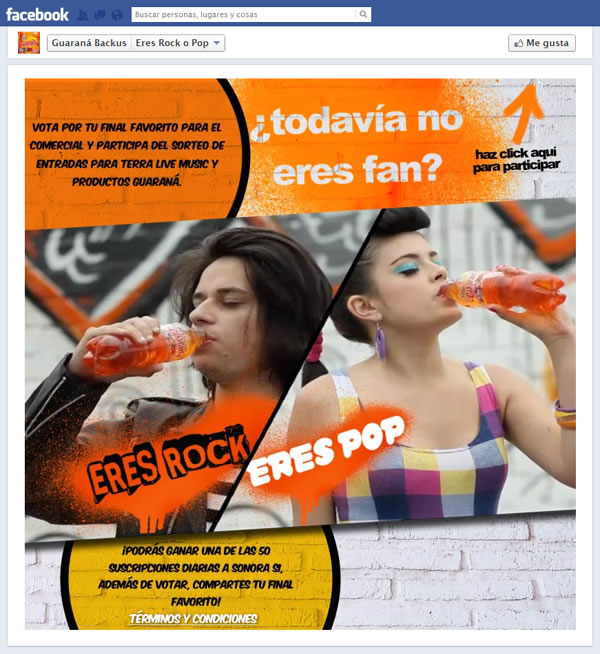 facebook
Buscar personas, lugares y cosas
Guaraná Backus
Eres Rock o Pop
Me gusta
VOTA POR TU FINAL FAVORITO PARA EL
COMERCIAL Y PARTICIPA DEL SORTEO DE
ENTRADAS PARA TERRA LIVE MUSIC Y
PRODUCTOS GUARANÁ.
¿todavía no
eres fan?
haz click aquí
para participar
ERES ROCK
ERES POP
¡PODRÁS GANAR UNA DE LAS 50
SUSCRIPCIONES DIARIAS A SONORA SI,
ADEMÁS DE VOTAR, COMPARTES TU FINAL
FAVORITO!
TÉRMINOS Y CONDICIONES